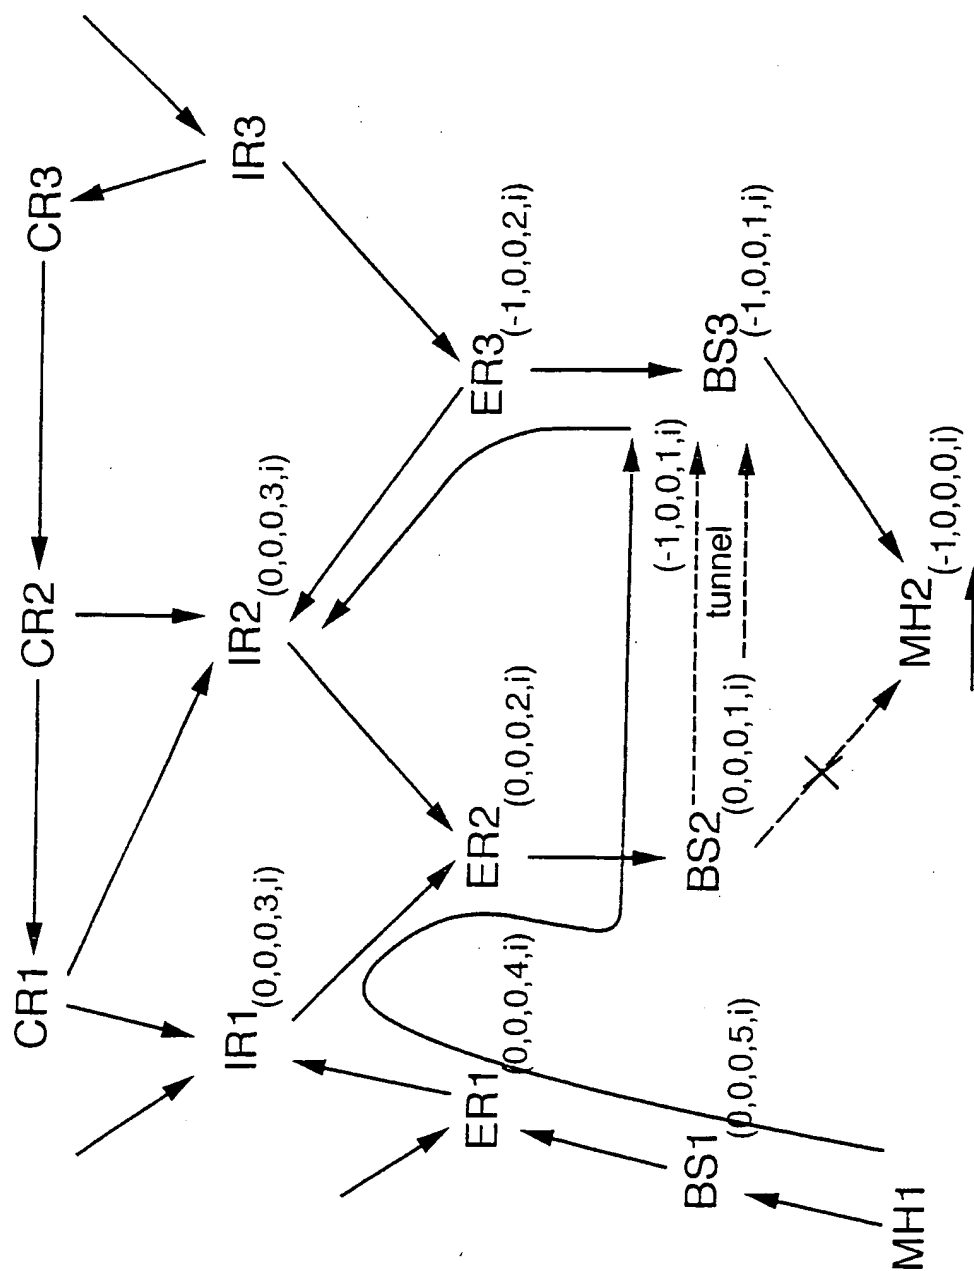 CR1
CR2
CR3
IR1 (0,0,0,3,i)
IR2 (0,0,0,3,i)
IR3
ER1 (0,0,0,4,i)
ER2 (0,0,0,2,i)
ER3 (-1,0,0,2,i)
(-1,0,0,1,i)
BS1 (0,0,0,5,i)
BS2 (0,0,0,1,i)
tunnel
BS3 (-1,0,0,1,i)
MH1
MH2 (-1,0,0,0,i)